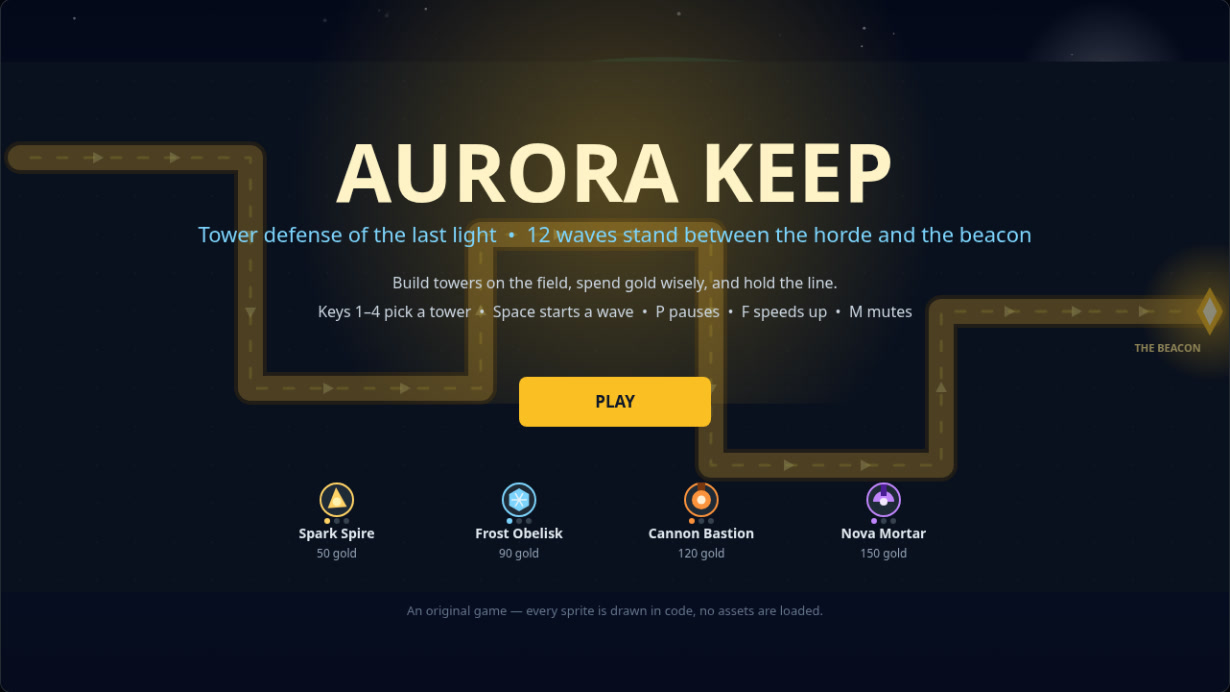 AURORA KEEP
Tower defense of the last light • 12 waves stand between the horde and the beacon
Build towers on the field, spend gold wisely, and hold the line.
Keys 1–4 pick a tower • Space starts a wave • P pauses • F speeds up • M mutes
THE BEACON
PLAY
Spark Spire
50 gold
Frost Obelisk
90 gold
Cannon Bastion
120 gold
Nova Mortar
150 gold
An original game — every sprite is drawn in code, no assets are loaded.